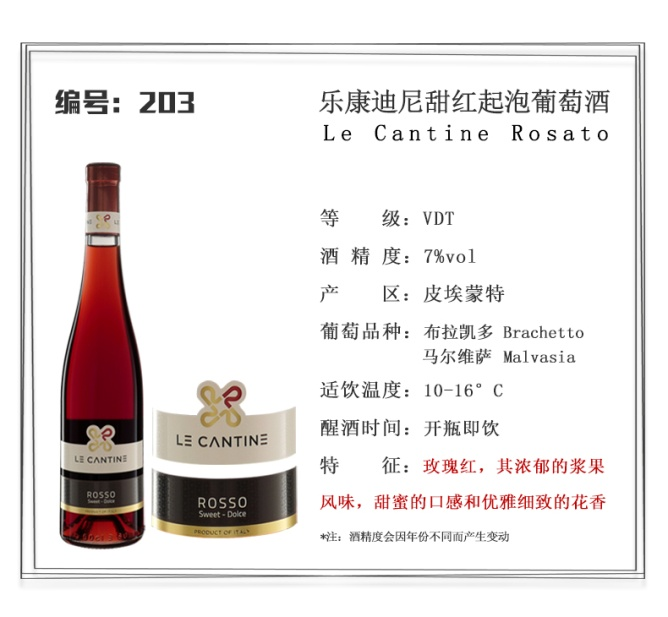 编号：203
乐康迪尼甜红起泡葡萄酒
Le Cantine Rosato
等 级：VDT
酒 精 度：7%vol
产 区：皮埃蒙特
葡萄品种：布拉凯多 Brachetto
马尔维萨 Malvasia
适饮温度：10-16°C
醒酒时间：开瓶即饮
特 征：玫瑰红，其浓郁的浆果
风味，甜蜜的口感和优雅细致的花香
*注：酒精度会因年份不同而产生变动
LE CANTINE
ROSSO
Sweet - Dolce
LE CANTINE
ROSSO
Sweet - Dolce
PRODUCT OF ITALY